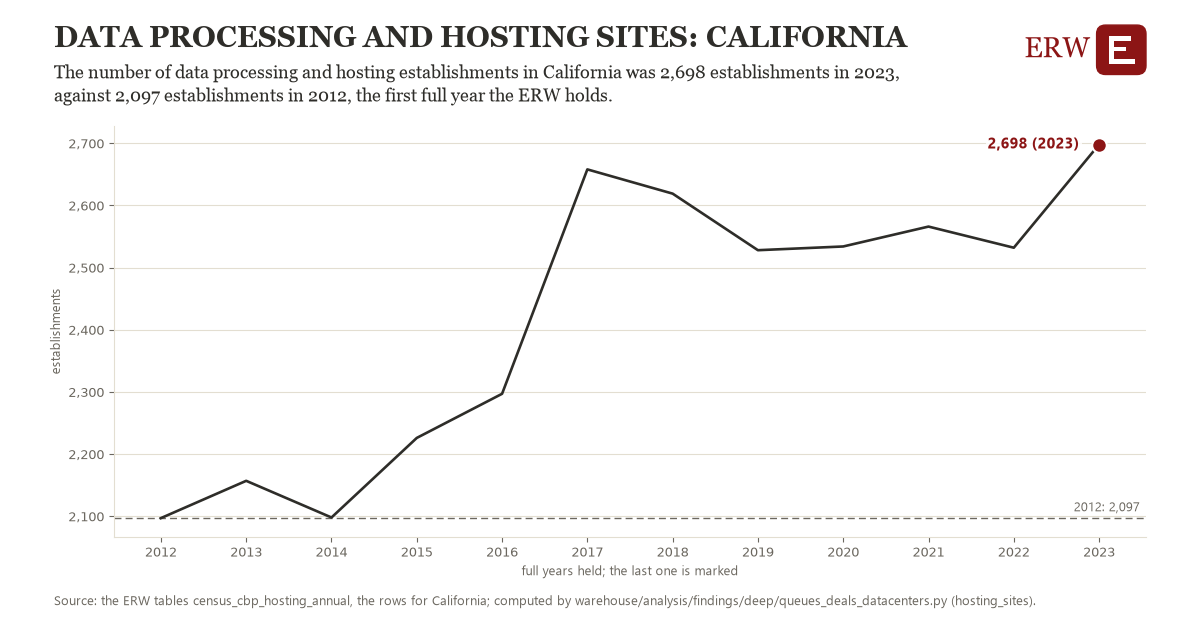 DATA PROCESSING AND HOSTING SITES: CALIFORNIA
The number of data processing and hosting establishments in California was 2,698 establishments in 2023,
against 2,097 establishments in 2012, the first full year the ERW holds.
ERW E
2,700
2,600
2,500
2,400
2,300
2,200
2,100
establishments
2,698 (2023)
2012: 2,097
2012 2013 2014 2015 2016 2017 2018 2019 2020 2021 2022 2023
full years held; the last one is marked
Source: the ERW tables census_cbp_hosting_annual, the rows for California; computed by warehouse/analysis/findings/deep/queues_deals_datacenters.py (hosting_sites).